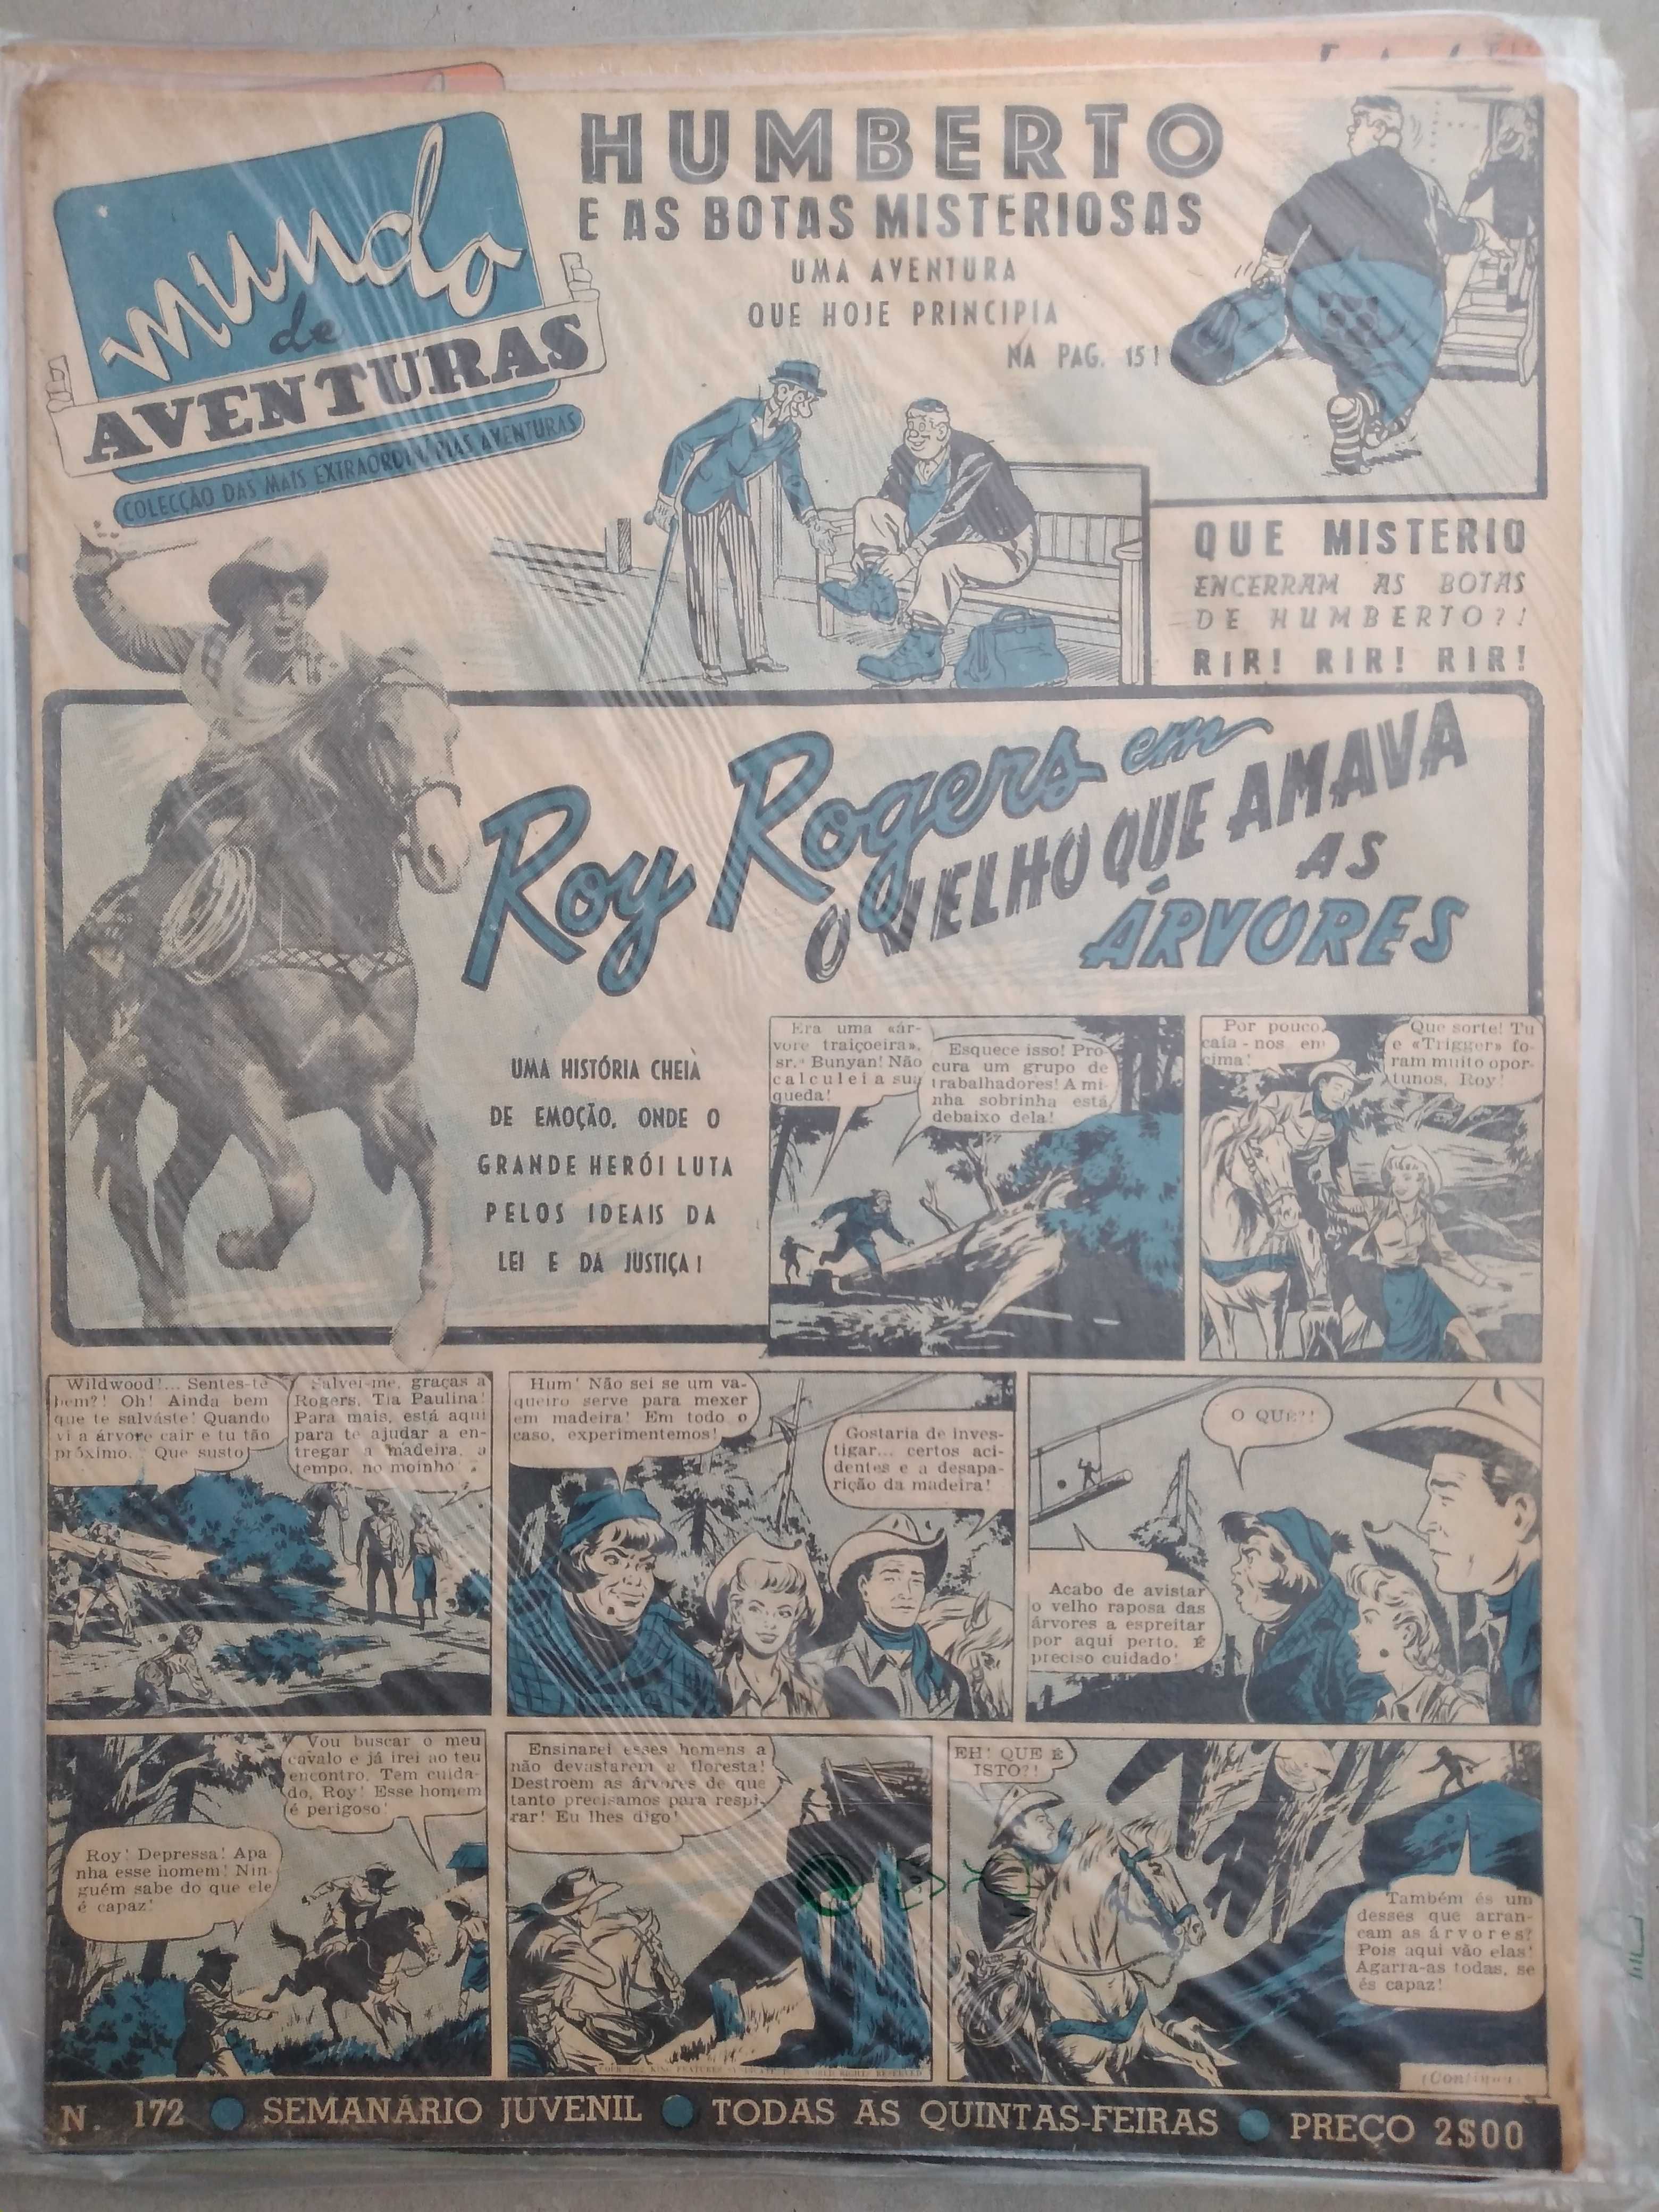 mundo
de
AVENTURAS
COLECÇÃO DAS MAIS EXTRAORDINÁRIAS AVENTURAS
HUMBERTO
E AS BOTAS MISTERIOSAS
UMA AVENTURA
QUE HOJE PRINCIPIA
NA PAG. 15!
QUE MISTERIO
ENCERRAM AS BOTAS
DE HUMBERTO?!
RIR! RIR! RIR!
Roy Rogers em
O VELHO QUE AMAVA
AS
ÁRVORES
UMA HISTÓRIA CHEIA
DE EMOÇÃO, ONDE O
GRANDE HERÓI LUTA
PELOS IDEAIS DA
LEI E DA JUSTIÇA!
Era uma «ár-
vore traiçoeira»,
sr.ª Bunyan! Não
calculei a sua
queda!
Esquece isso! Pro-
cura um grupo de
trabalhadores! A mi-
nha sobrinha está
debaixo dela!
Por pouco
caía-nos em
cima!
Que sorte! Tu
e «Trigger» fo-
ram muito opor-
tunos, Roy!
Wildwood!... Sentes-te
bem?! Oh! Ainda bem
que te salváste! Quando
vi a árvore cair e tu tão
próximo. Que susto!
Salvei-me, graças a
Rogers, Tia Paulina!
Para mais, está aqui
para te ajudar a en-
tregar a madeira, a
tempo, no moinho
Hum! Não sei se um va-
queiro serve para mexer
em madeira! Em todo o
caso, experimentemos!
Gostaria de inves-
tigar... certos aci-
dentes e a desapa-
rição da madeira!
O QUÊ?!
Acabo de avistar
o velho raposa das
árvores a espreitar
por aqui perto. É
preciso cuidado!
Vou buscar o meu
cavalo e já irei ao teu
encontro. Tem cuida-
do, Roy! Esse homem
é perigoso!
Roy! Depressa! Apa
nha esse homem! Nin-
guém sabe do que ele
é capaz!
Ensinarei esses homens a
não devastarem a floresta!
Destroem as árvores de que
tanto precisamos para respi-
rar! Eu lhes digo!
EH! QUE É
ISTO?!
Também és um
desses que arran-
cam as árvores?
Pois aqui vão elas!
Agarra-as todas, se
és capaz!
KING FEATURES WORLD RIGHTS RESERVED
(Continua)
N. 172 ● SEMANÁRIO JUVENIL ● TODAS AS QUINTAS-FEIRAS ● PREÇO 2$00